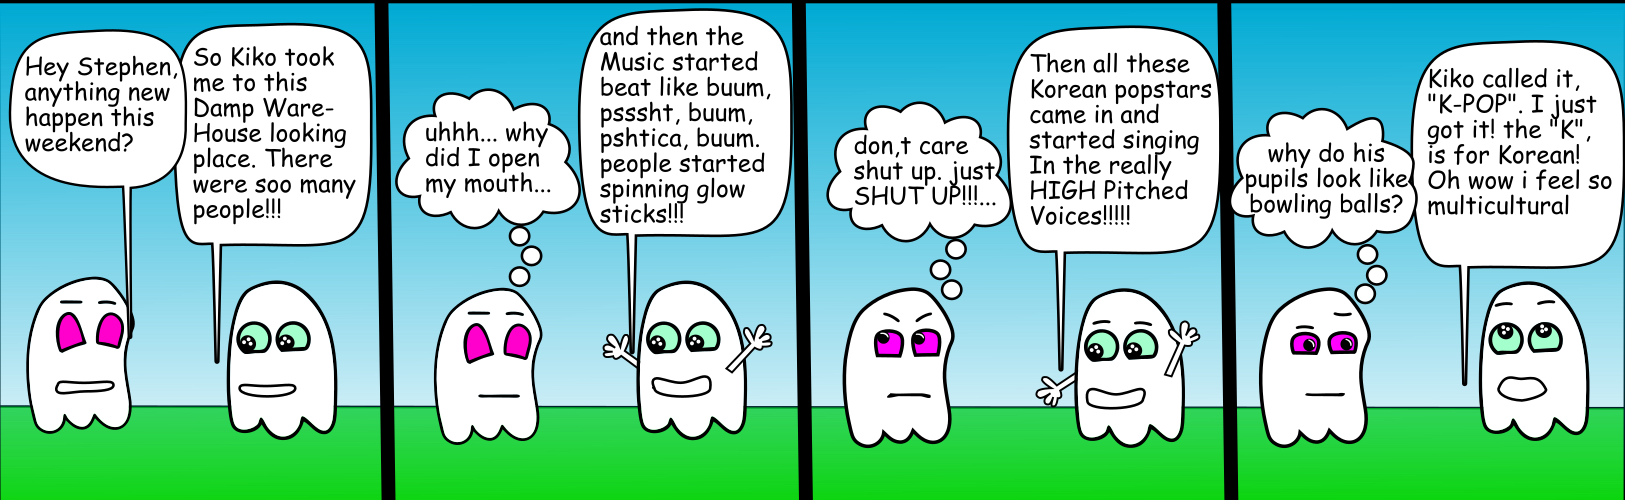 Hey Stephen,
anything new
happen this
weekend?
So Kiko took
me to this
Damp Ware-
House looking
place. There
were soo many
people!!!
uhhh... why
did I open
my mouth...
and then the
Music started
beat like buum,
psssht, buum,
pshtica, buum.
people started
spinning glow
sticks!!!
don,t care
shut up. just
SHUT UP!!!...
Then all these
Korean popstars
came in and
started singing
In the really
HIGH Pitched
Voices!!!!!
why do his
pupils look like
bowling balls?
Kiko called it,
"K-POP". I just
got it! the "K",
is for Korean!
Oh wow i feel so
multicultural